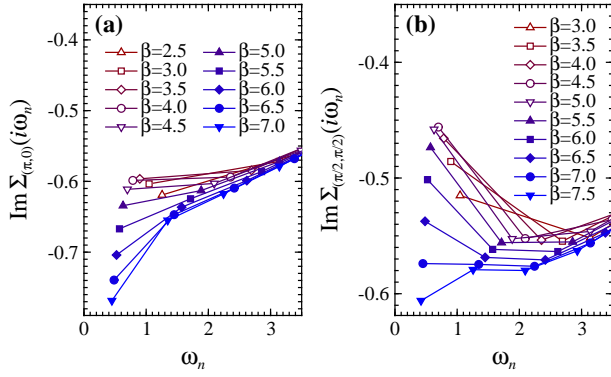 (a)
-0.4
-0.5
-0.6
-0.7
Im Σ(π,0)(iωn)
β=2.5
β=3.0
β=3.5
β=4.0
β=4.5
β=5.0
β=5.5
β=6.0
β=6.5
β=7.0
0 1 2 3
ωn
(b)
-0.4
-0.5
-0.6
Im Σ(π/2,π/2)(iωn)
β=3.0
β=3.5
β=4.0
β=4.5
β=5.0
β=5.5
β=6.0
β=6.5
β=7.0
β=7.5
0 1 2 3
ωn